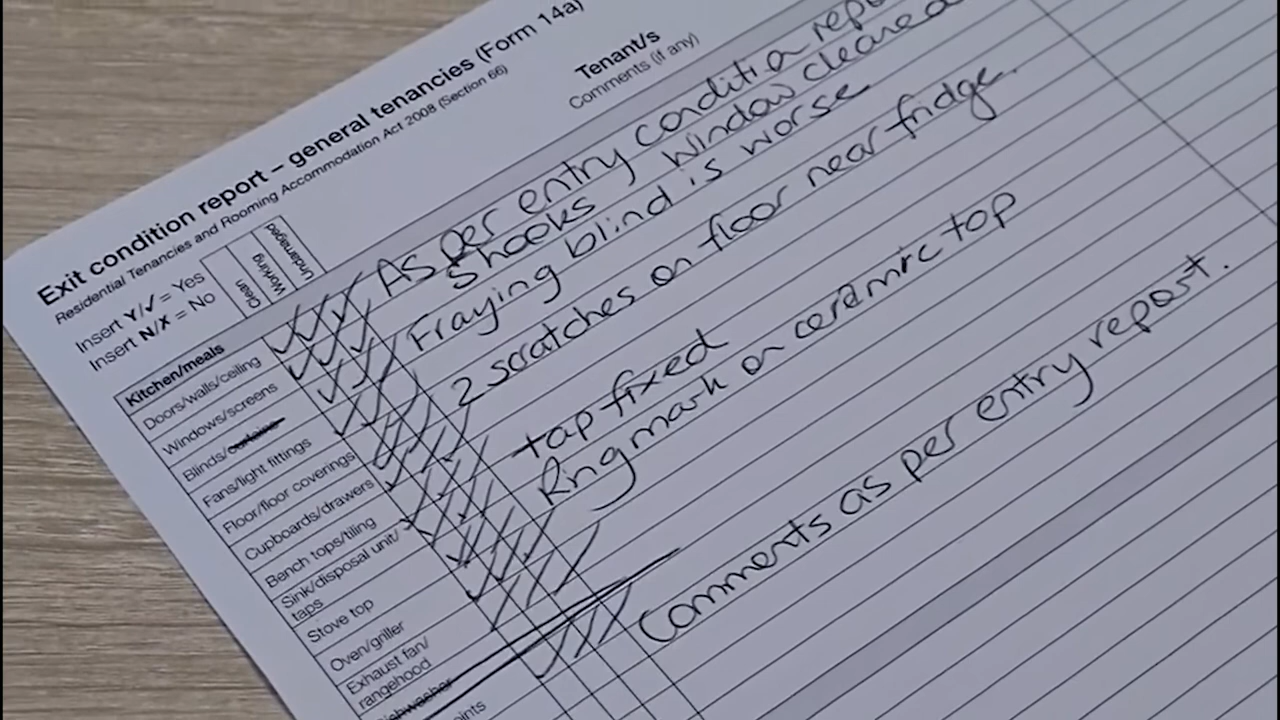 Exit condition report – general tenancies (Form 14a)
Residential Tenancies and Rooming Accommodation Act 2008 (Section 66)
Insert Y/✓ = Yes
Insert N/X = No
Clean
Working
Undamaged
Tenant/s
Comments (if any)
Kitchen/meals
Doors/walls/ceiling ✓ ✓ ✓ As per entry condition
Windows/screens ✓ ✓ ✓ Shooks window cleaned
Blinds/curtains ✓ ✓ ✓ Fraying blind is worse
Fans/light fittings ✓ ✓ ✓
Floor/floor coverings ✓ ✓ ✓ 2 scratches on floor near fridge.
Cupboards/drawers ✓ ✓ ✓
Bench tops/tiling ✓ ✓ ✓
Sink/disposal unit/
taps ✓ ✓ ✓ tap fixed
Stove top ✓ ✓ ✓ Ring mark on ceramic top
Oven/griller ✓ ✓ ✓
Exhaust fan/
rangehood ✓ ✓ ✓
✓ ✓ ✓ Comments as per entry report.